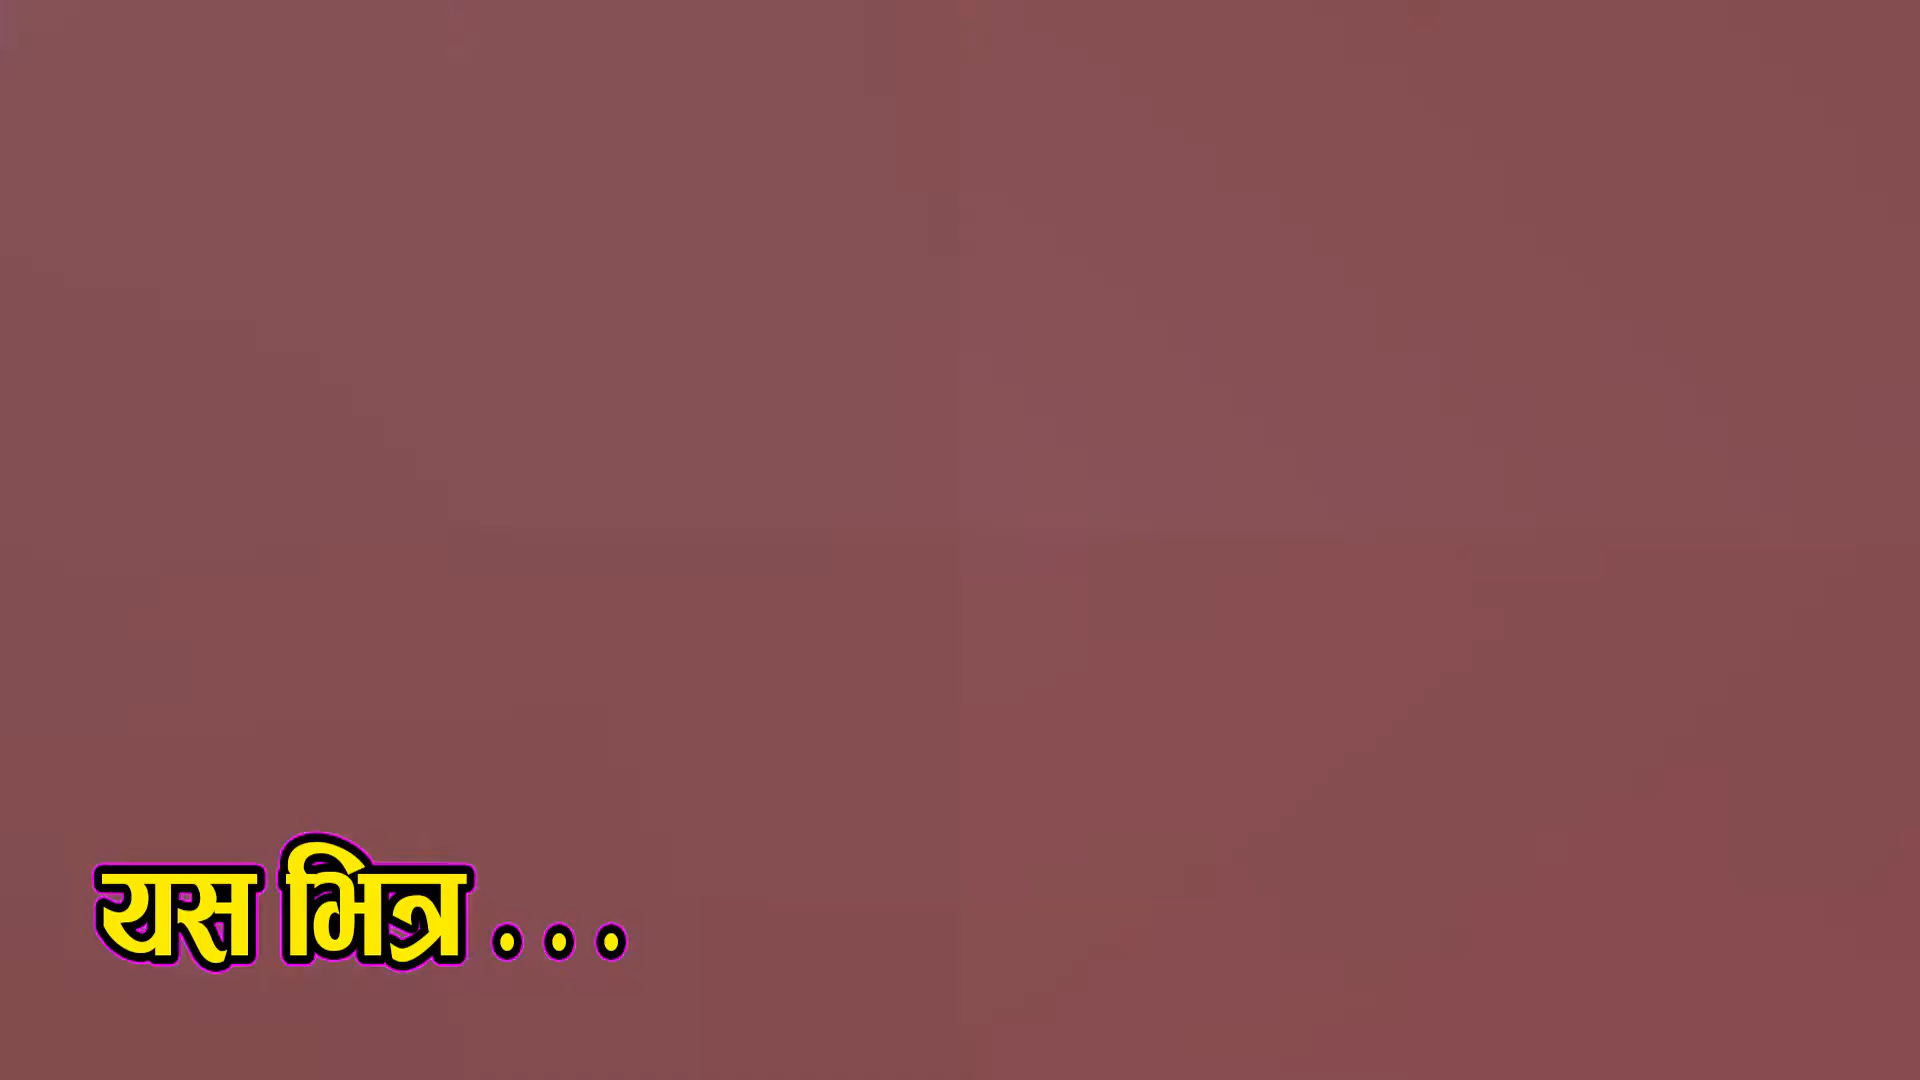 यस भित्र . . .